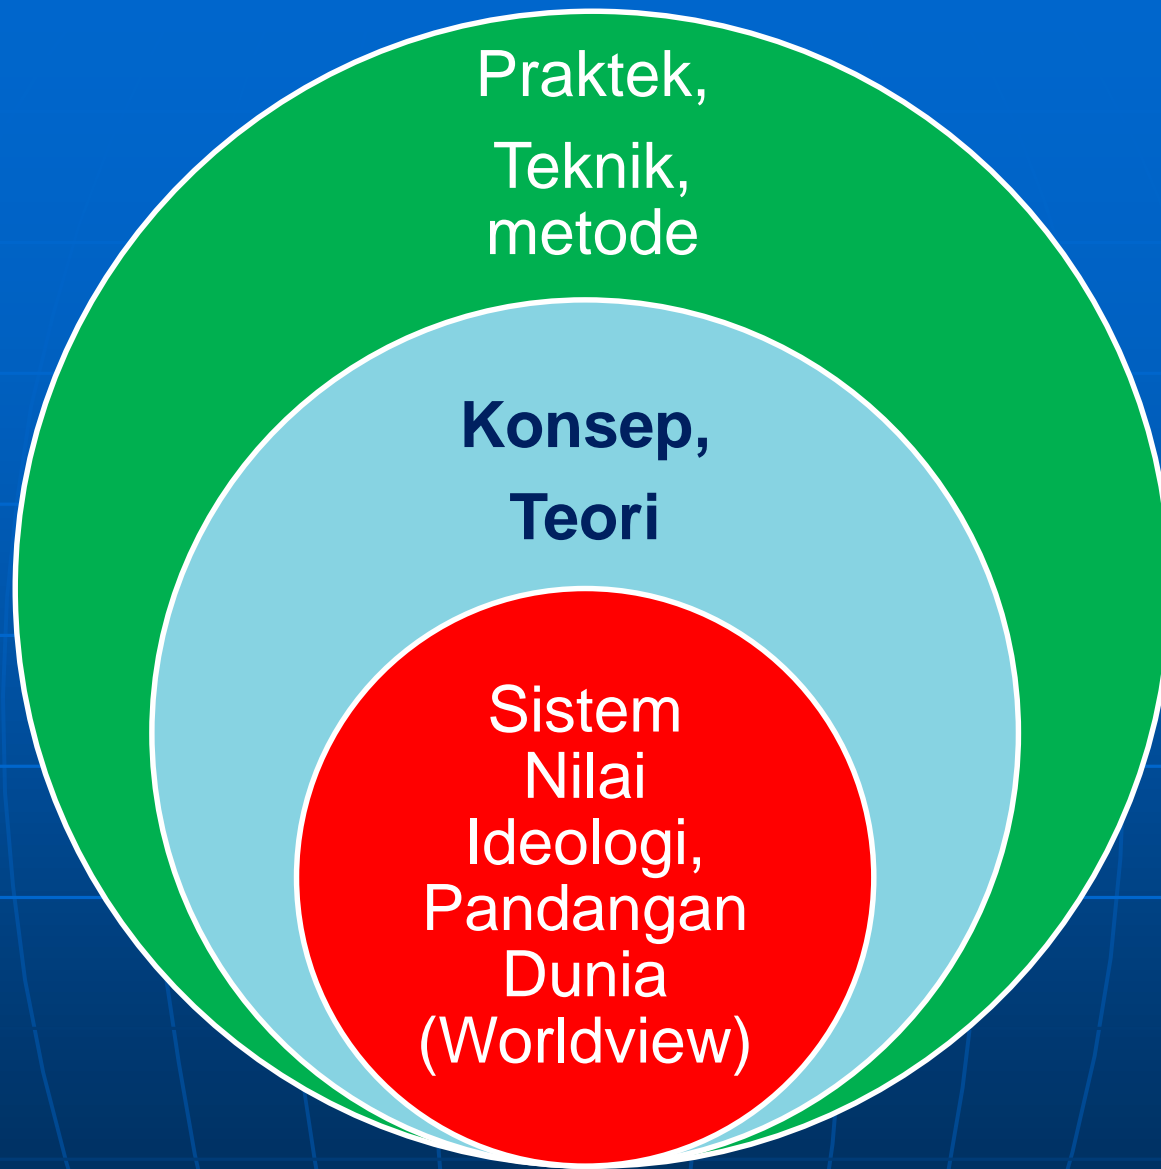 Praktek,
Teknik,
metode
Konsep,
Teori
Sistem
Nilai
Ideologi,
Pandangan
Dunia
(Worldview)